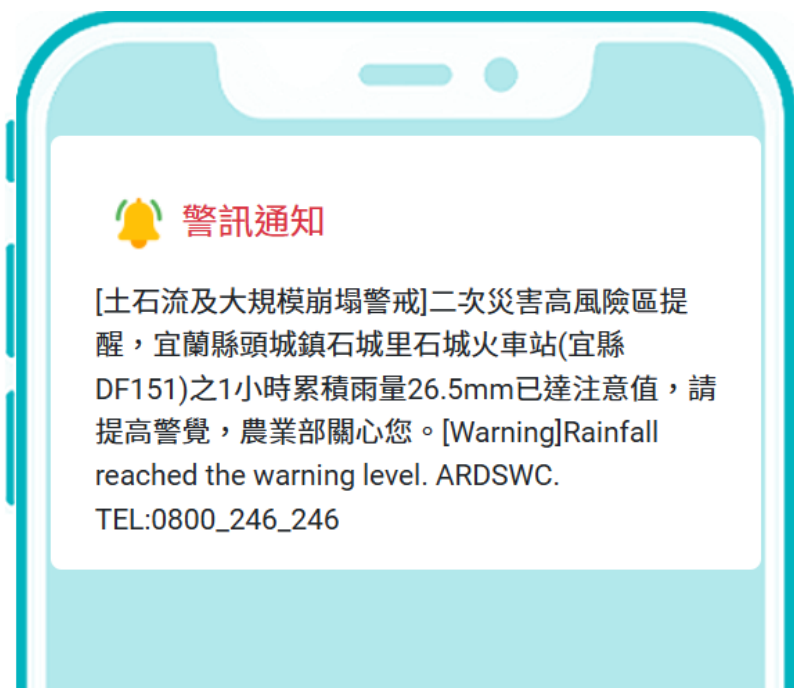 警訊通知
[土石流及大規模崩塌警戒]二次災害高風險區提
醒，宜蘭縣頭城鎮石城里石城火車站(宜縣
DF151)之1小時累積雨量26.5mm已達注意值，請
提高警覺，農業部關心您。[Warning]Rainfall
reached the warning level. ARDSWC.
TEL:0800_246_246